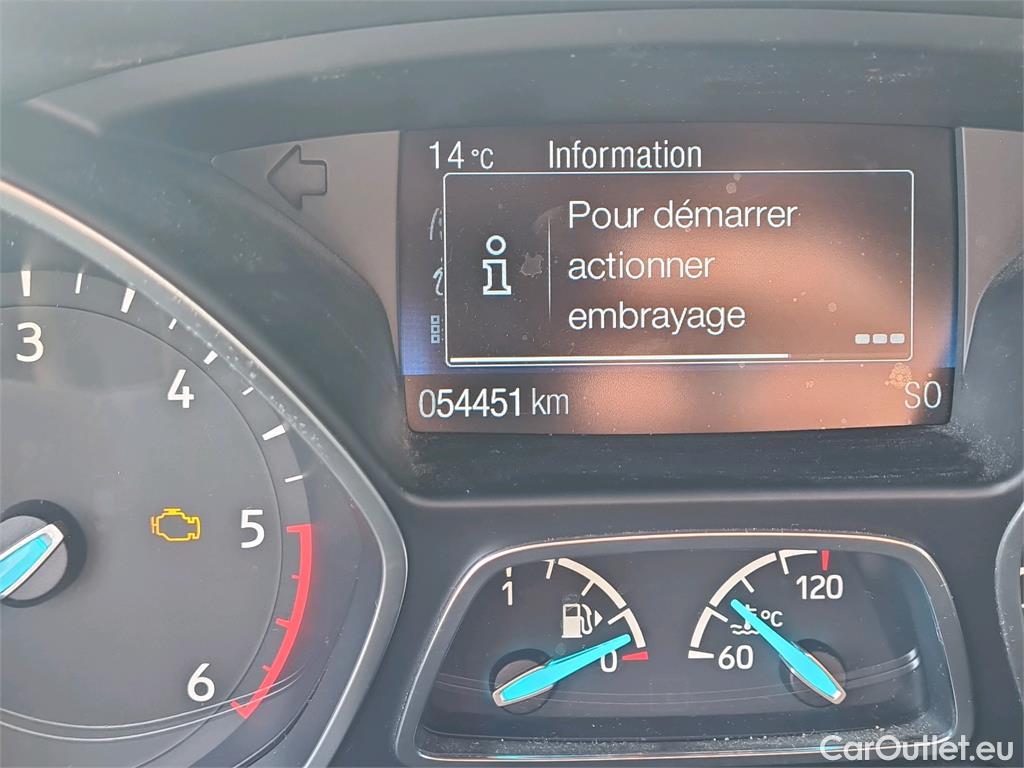 14 °C Information
Pour démarrer
actionner
embrayage
054451 km SO
3
4
5
6
1
0
120
°C
60
CarOutlet.eu